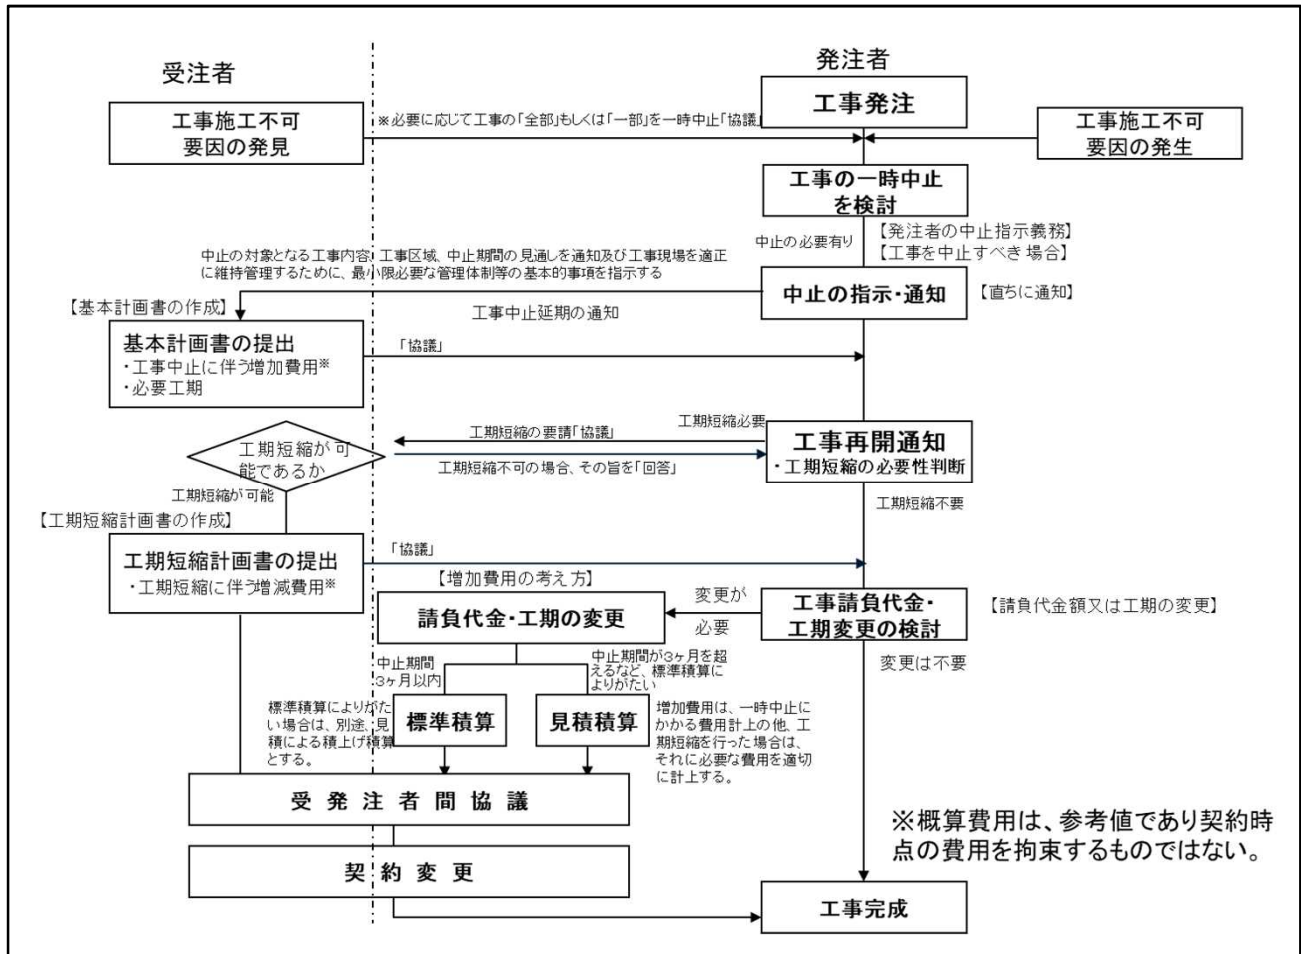 受注者
発注者
工事発注
工事施工不可
要因の発見
※必要に応じて工事の「全部」もしくは「一部」を一時中止「協議」
工事施工不可
要因の発生
工事の一時中止
を検討
中止の必要有り
【発注者の中止指示義務】
【工事を中止すべき場合】
中止の対象となる工事内容、工事区域、中止期間の見通しを通知及び工事現場を適正
に維持管理するために、最小限必要な管理体制等の基本的事項を指示する
中止の指示・通知
【直ちに通知】
【基本計画書の作成】
工事中止延期の通知
基本計画書の提出
・工事中止に伴う増加費用※
・必要工期
「協議」
工期短縮が可
能であるか
工期短縮の要請「協議」
工期短縮必要
工期短縮不可の場合、その旨を「回答」
工事再開通知
・工期短縮の必要性判断
工期短縮が可能
工期短縮不要
【工期短縮計画書の作成】
工期短縮計画書の提出
・工期短縮に伴う増減費用※
「協議」
【増加費用の考え方】
請負代金・工期の変更
変更が
必要
工事請負代金・
工期変更の検討
【請負代金額又は工期の変更】
変更は不要
中止期間
3ヶ月以内
中止期間が3ヶ月を超
えるなど、標準積算に
よりがたい
標準積算によりがた
い場合は、別途、見
積による積上げ積算
とする。
標準積算
見積積算
増加費用は、一時中止に
かかる費用計上の他、工
期短縮を行った場合は、
それに必要な費用を適切
に計上する。
受発注者間協議
契約変更
※概算費用は、参考値であり契約時
点の費用を拘束するものではない。
工事完成